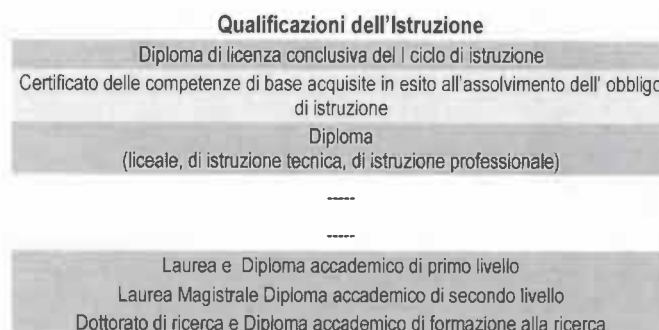 Qualificazioni dell'Istruzione
Diploma di licenza conclusiva del I ciclo di istruzione
Certificato delle competenze di base acquisite in esito all'assolvimento dell' obbligo
di istruzione
Diploma
(liceale, di istruzione tecnica, di istruzione professionale)
-----
-----
Laurea e Diploma accademico di primo livello
Laurea Magistrale Diploma accademico di secondo livello
Dottorato di ricerca e Diploma accademico di formazione alla ricerca